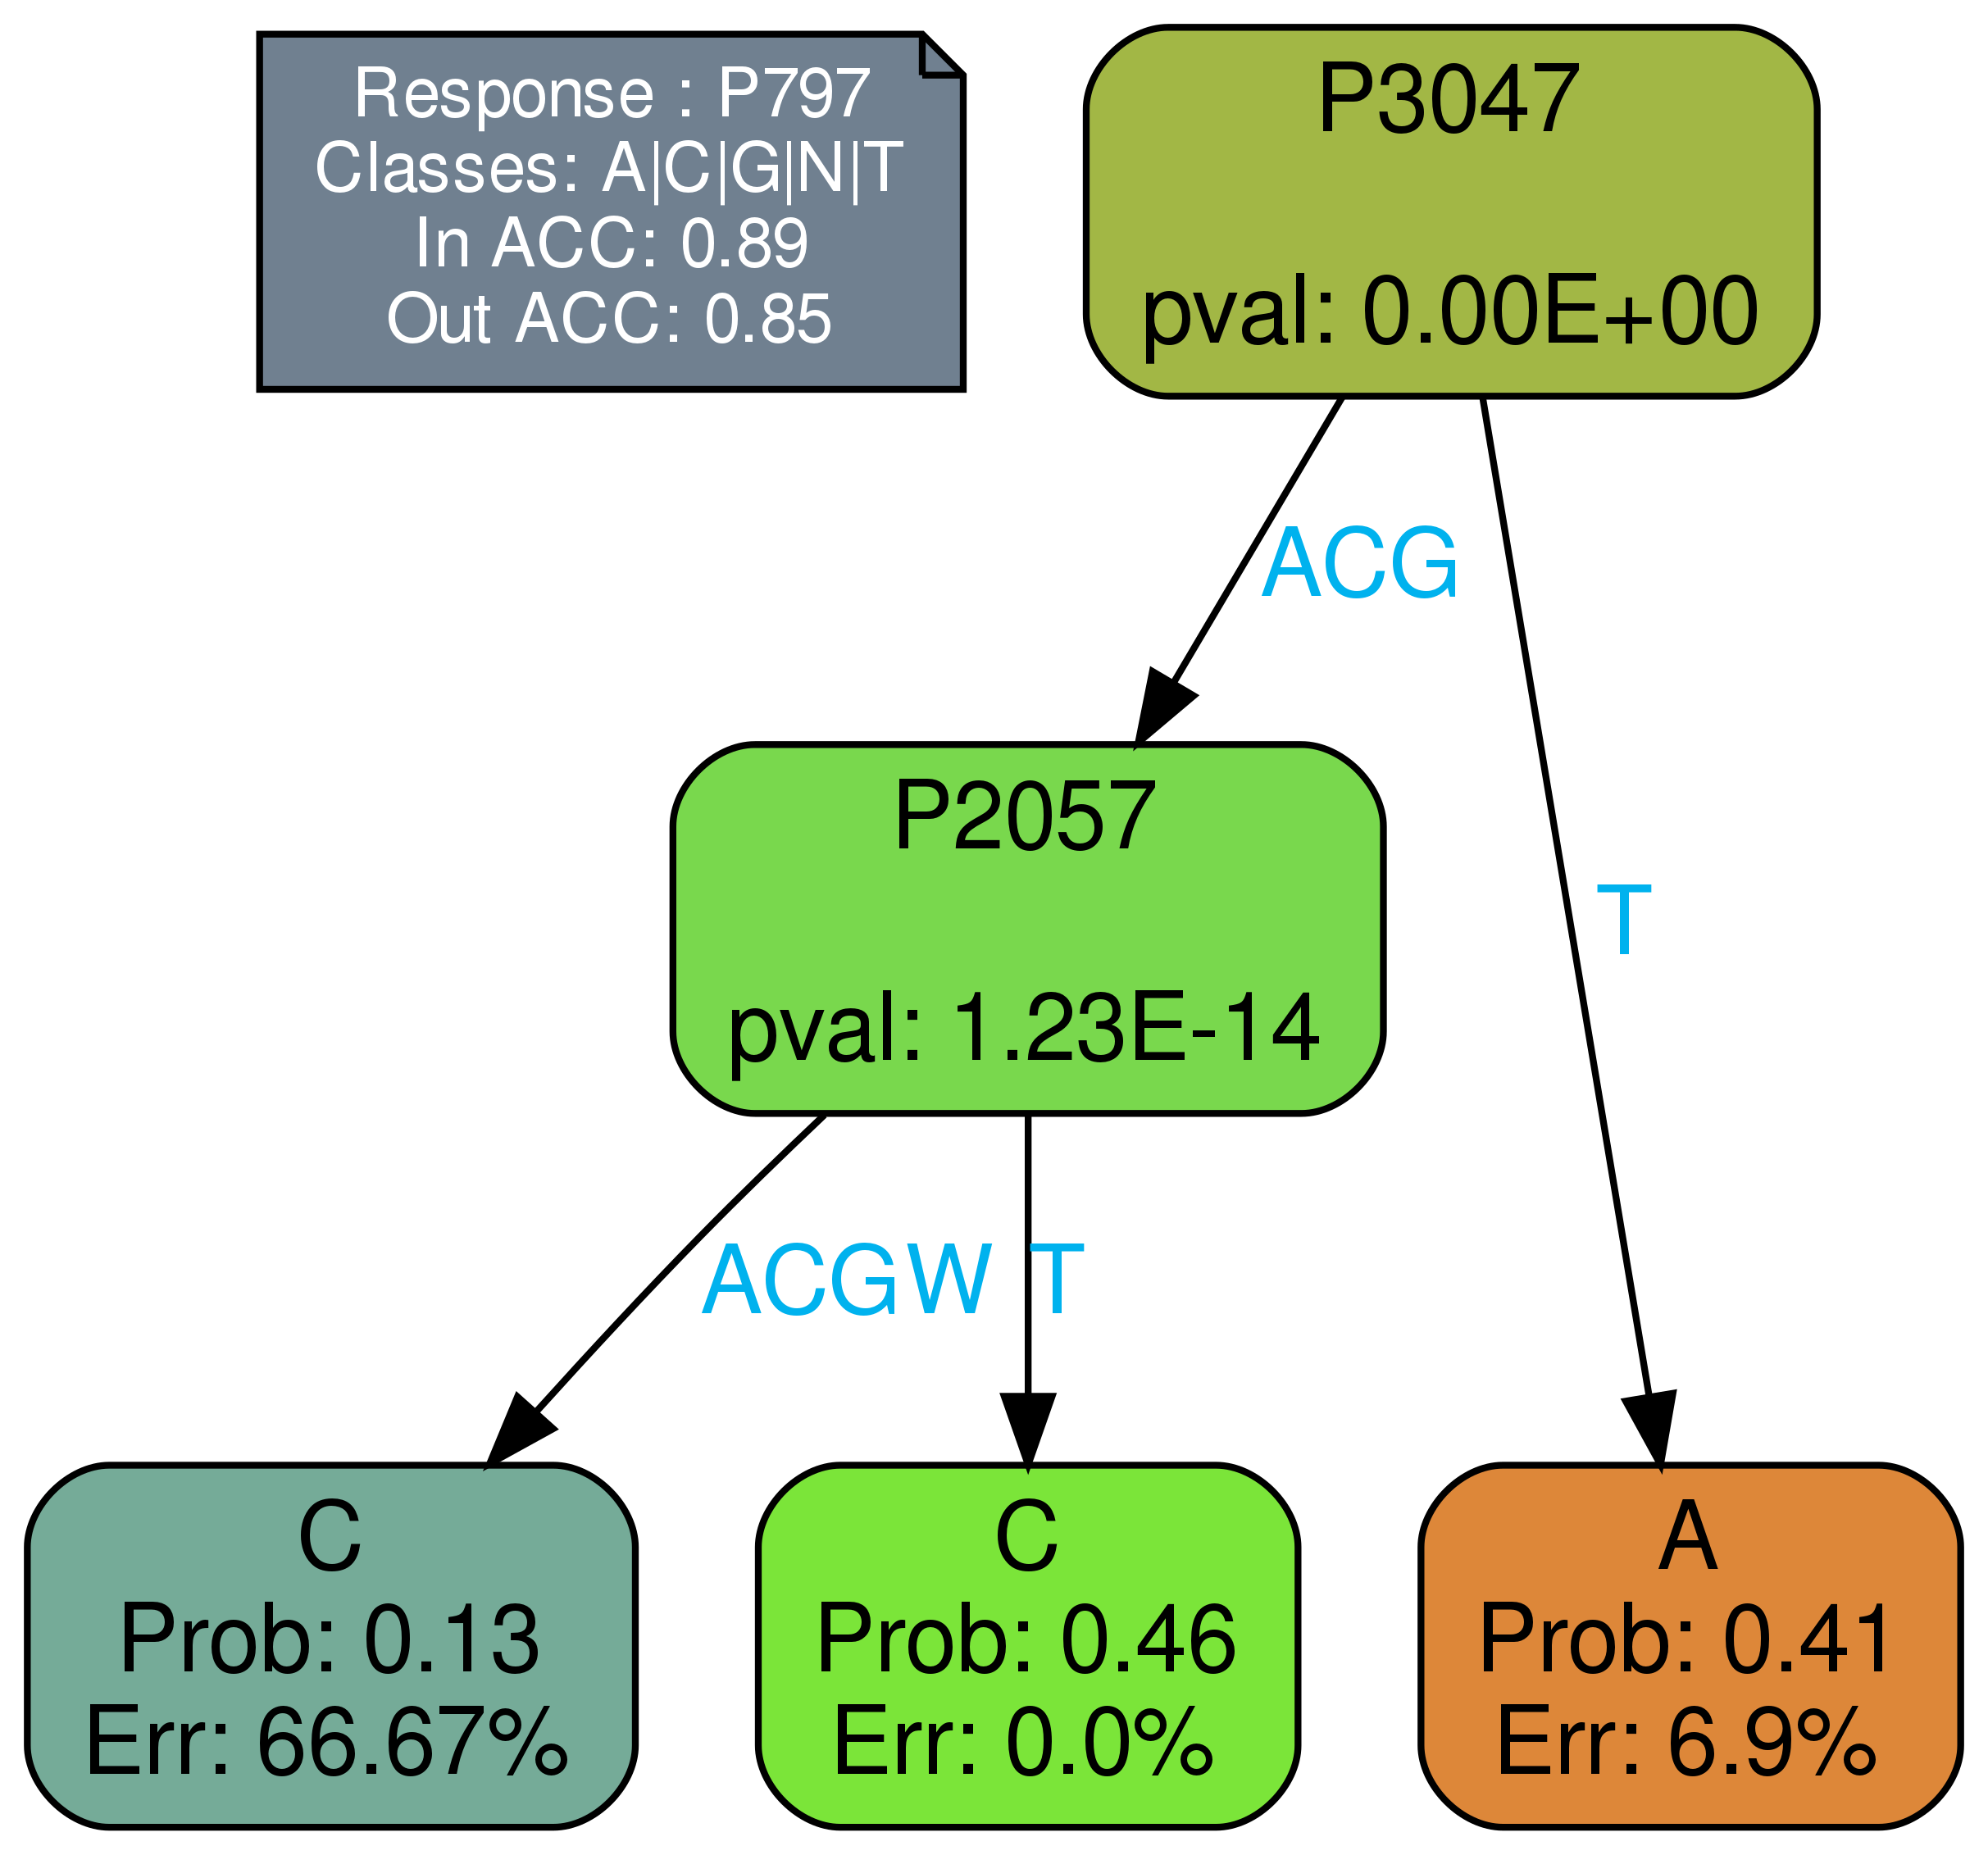 Response : P797
Classes: A|C|G|N|T
In ACC: 0.89
Out ACC: 0.85
P3047
pval: 0.00E+00
ACG
T
P2057
pval: 1.23E-14
ACGW
T
C
Prob: 0.13
Err: 66.67%
C
Prob: 0.46
Err: 0.0%
A
Prob: 0.41
Err: 6.9%